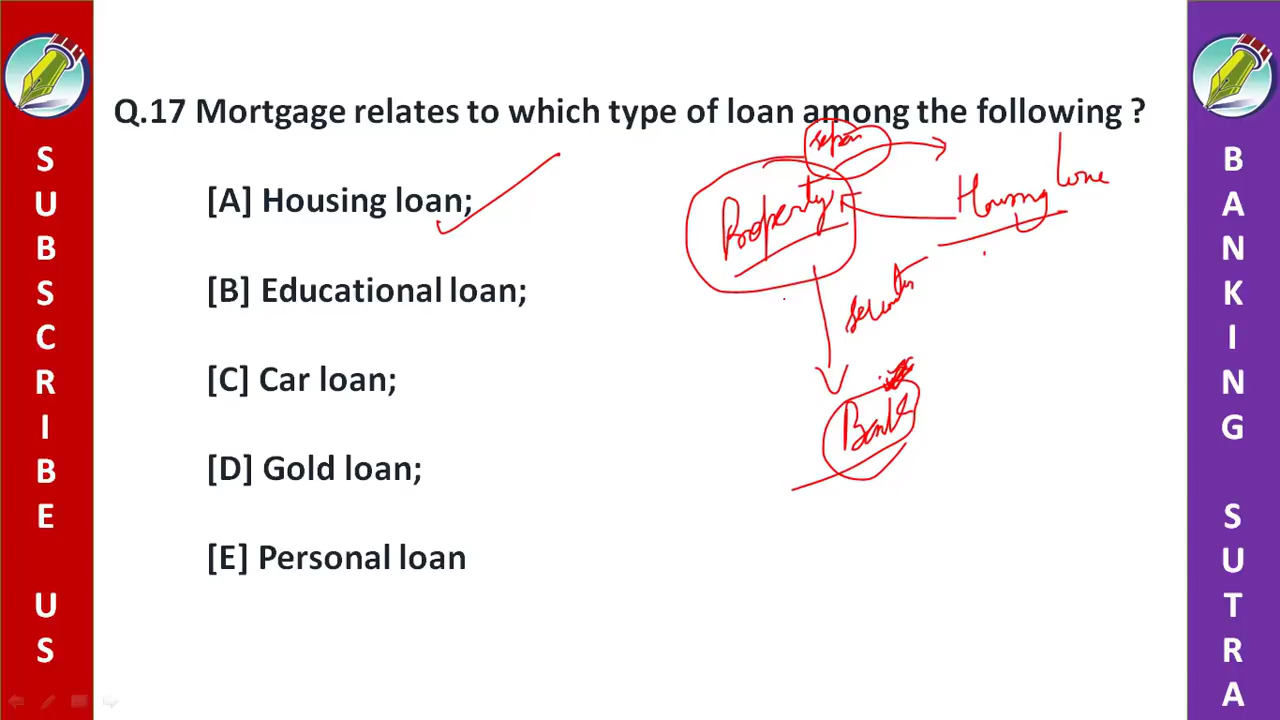 SUBSCRIBE US
Q.17 Mortgage relates to which type of loan among the following ?
[A] Housing loan;
[B] Educational loan;
[C] Car loan;
[D] Gold loan;
[E] Personal loan
Property
Housing lone
Bank
BANKING SUTRA